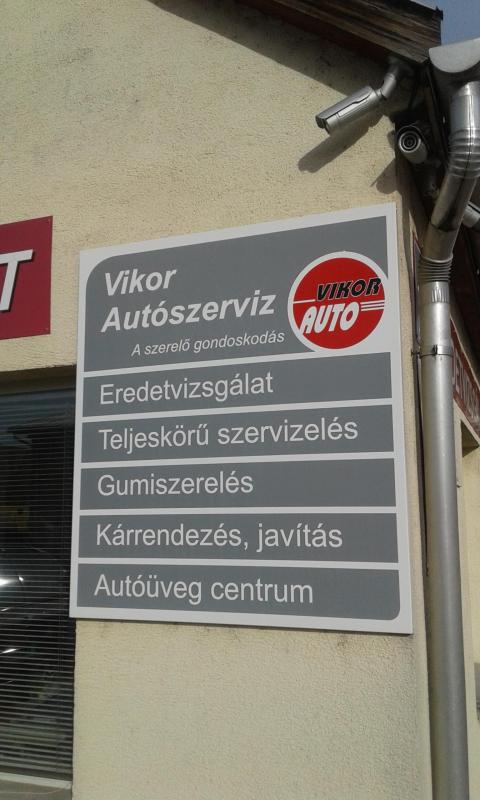 T
Vikor
Autószerviz
A szerelő gondoskodás
VIKOR
AUTO
Eredetvizsgálat
Teljeskörű szervizelés
Gumiszerelés
Kárrendezés, javítás
Autóüveg centrum